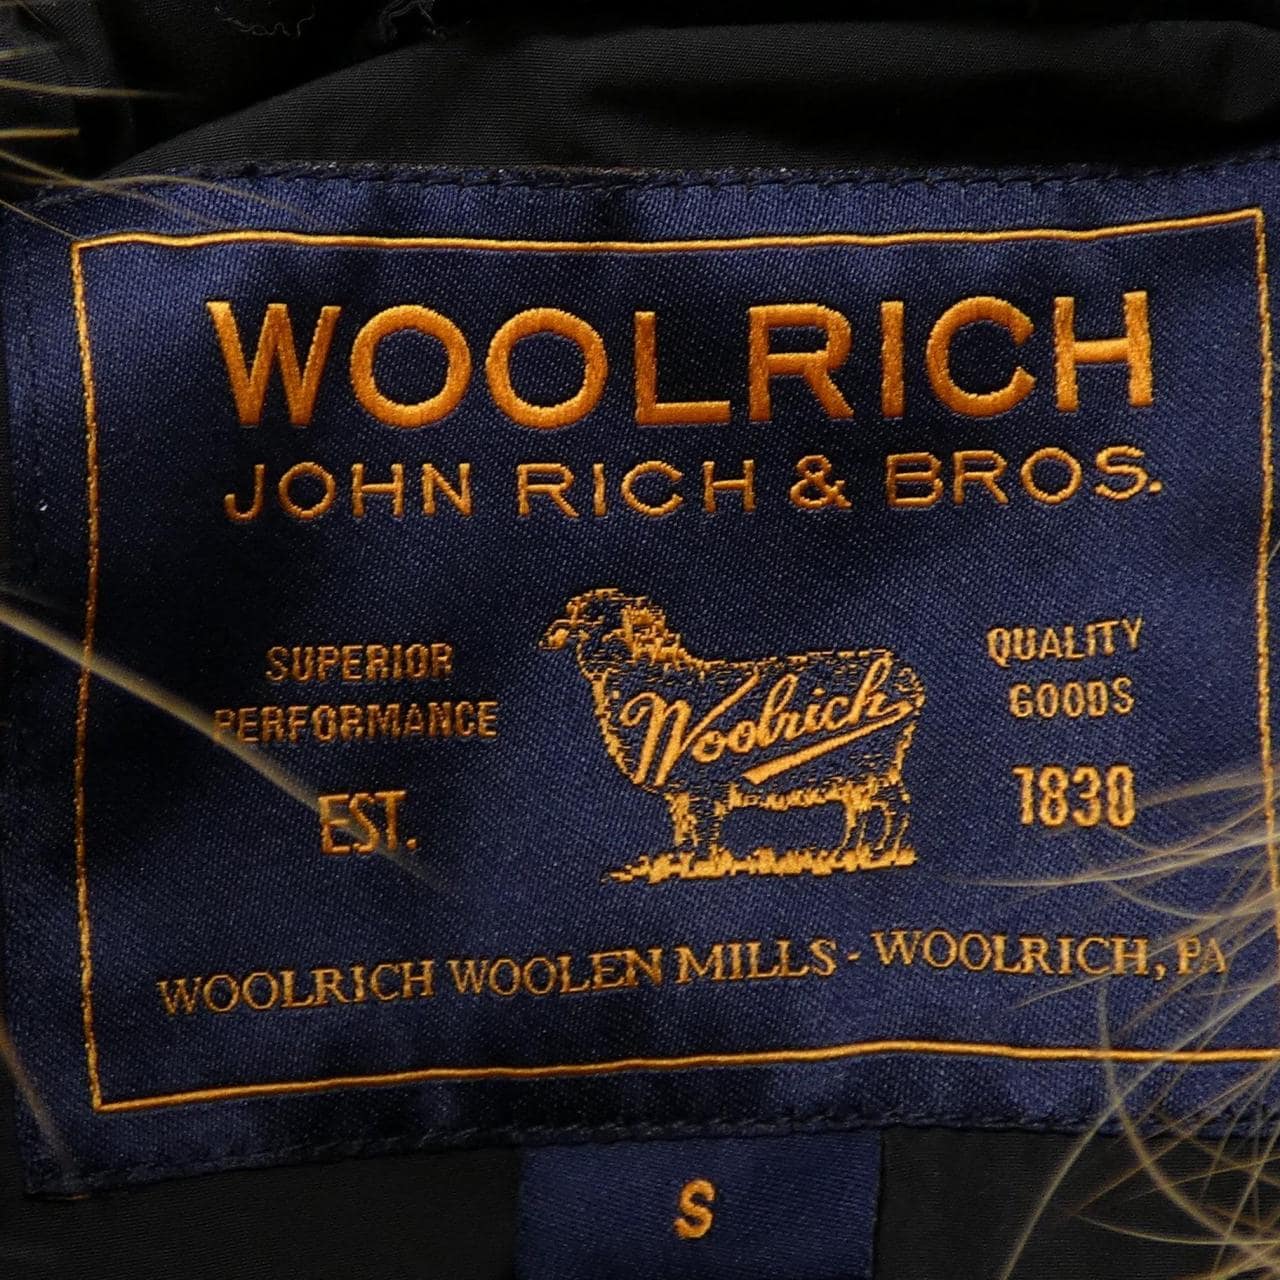 WOOLRICH
JOHN RICH & BROS.
SUPERIOR
PERFORMANCE
EST.
Woolrich
QUALITY
GOODS
1830
WOOLRICH WOOLEN MILLS - WOOLRICH, PA
S